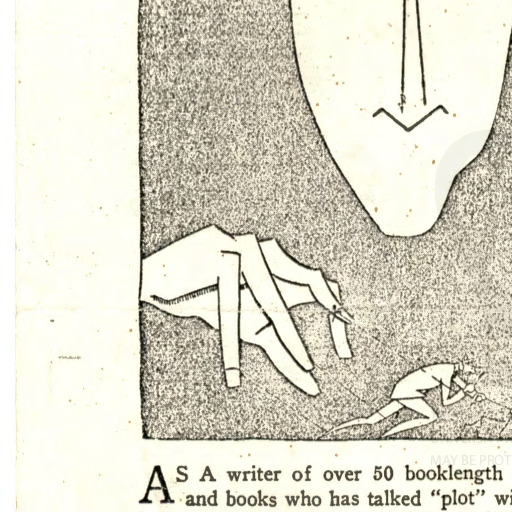 MAY BE PROT
AS A writer of over 50 booklength
and books who has talked "plot" wi